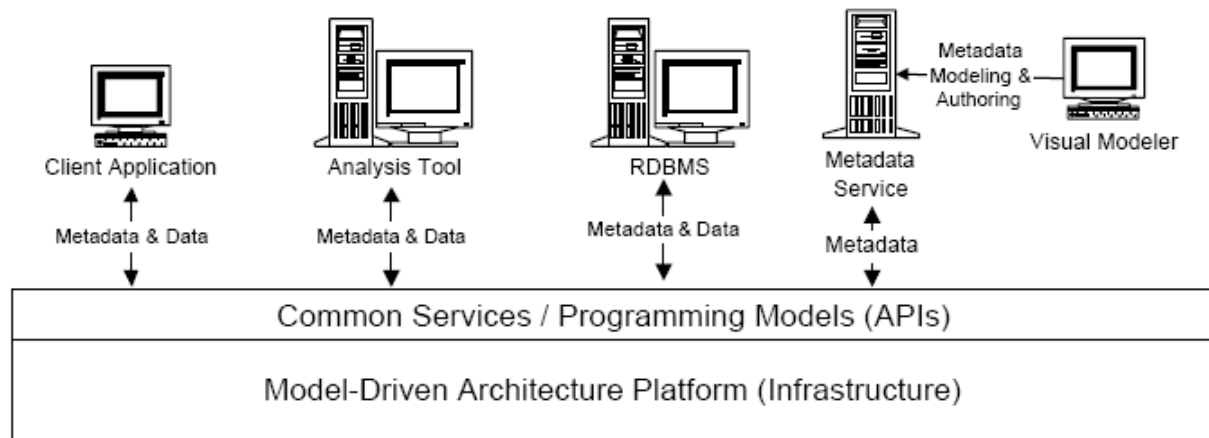 Metadata
Modeling &
Authoring
Client Application
Analysis Tool
RDBMS
Metadata
Service
Visual Modeler
Metadata & Data
Metadata & Data
Metadata & Data
Metadata
Common Services / Programming Models (APIs)
Model-Driven Architecture Platform (Infrastructure)